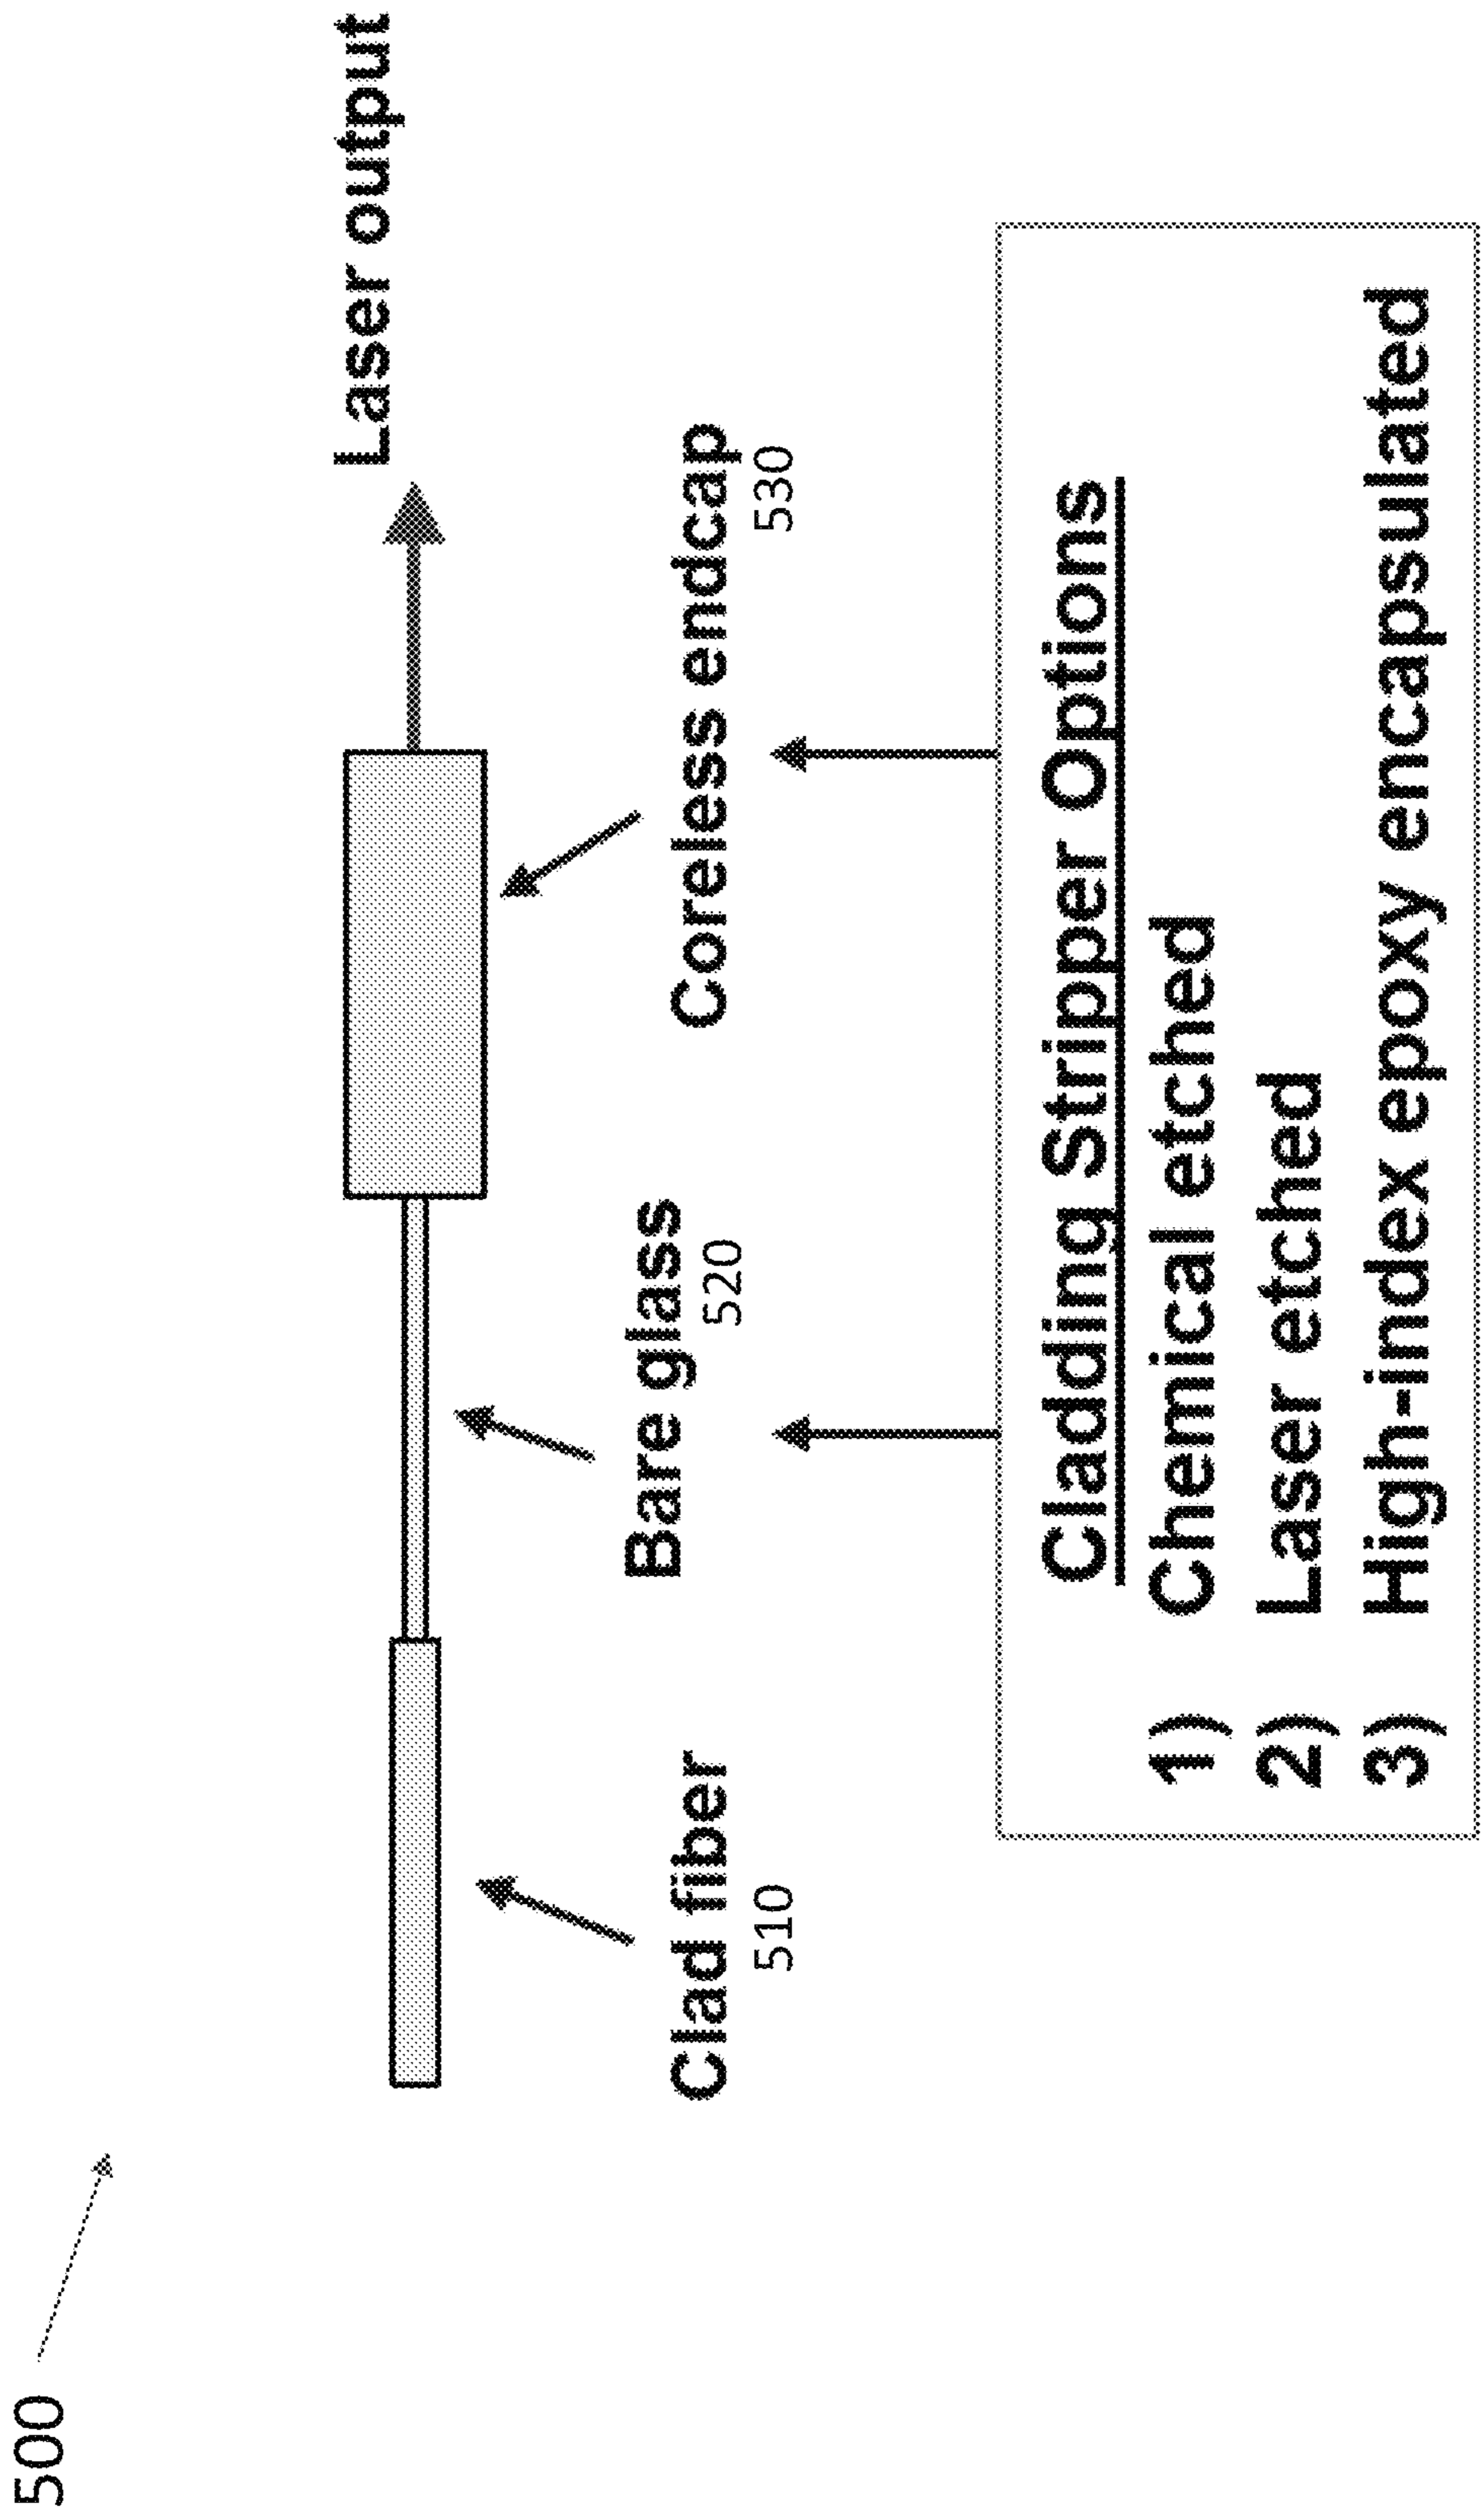 500
Laser output
Clad fiber
510
Bare glass
520
Coreless endcap
530
Cladding Stripper Options
1) Chemical etched
2) Laser etched
3) High-index epoxy encapsulated